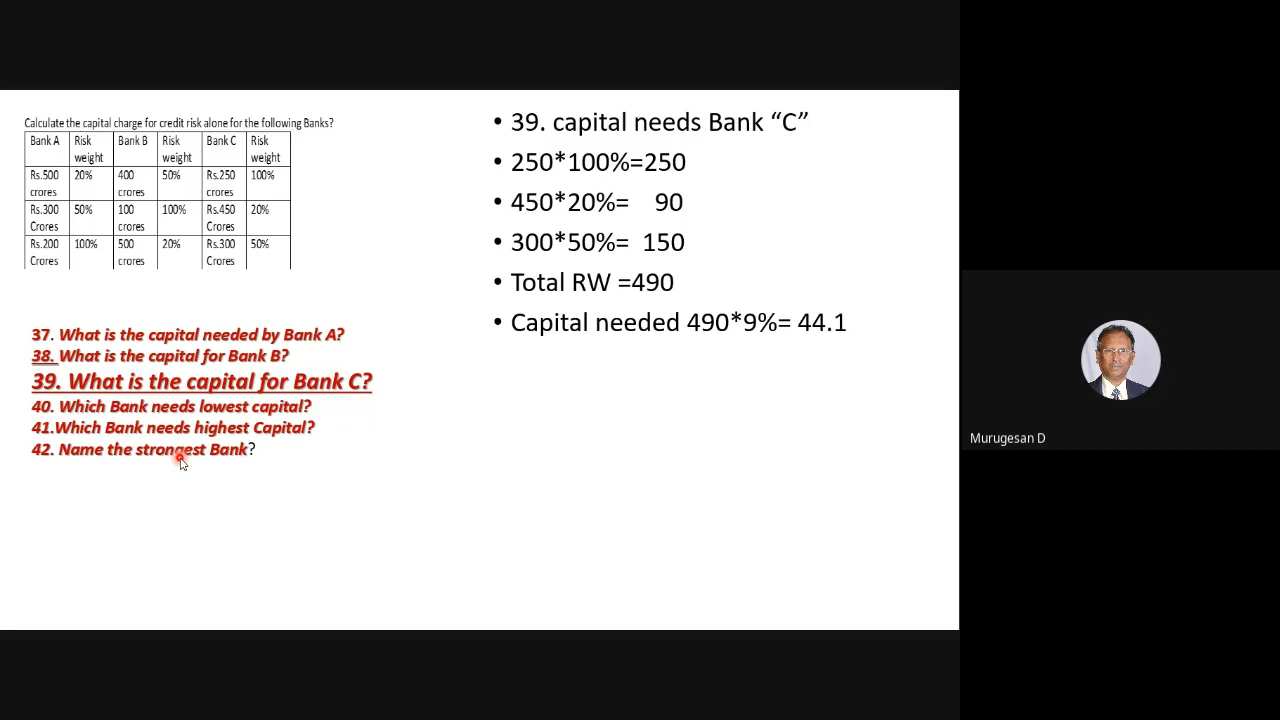 Calculate the capital charge for credit risk alone for the following Banks?
Bank A Risk weight Bank B Risk weight Bank C Risk weight
Rs.500 crores 20% 400 crores 50% Rs.250 crores 100%
Rs.300 Crores 50% 100 crores 100% Rs.450 Crores 20%
Rs.200 Crores 100% 500 crores 20% Rs.300 Crores 50%
37. What is the capital needed by Bank A?
38. What is the capital for Bank B?
39. What is the capital for Bank C?
40. Which Bank needs lowest capital?
41.Which Bank needs highest Capital?
42. Name the strongest Bank?
• 39. capital needs Bank “C”
• 250*100%=250
• 450*20%= 90
• 300*50%= 150
• Total RW =490
• Capital needed 490*9%= 44.1
Murugesan D